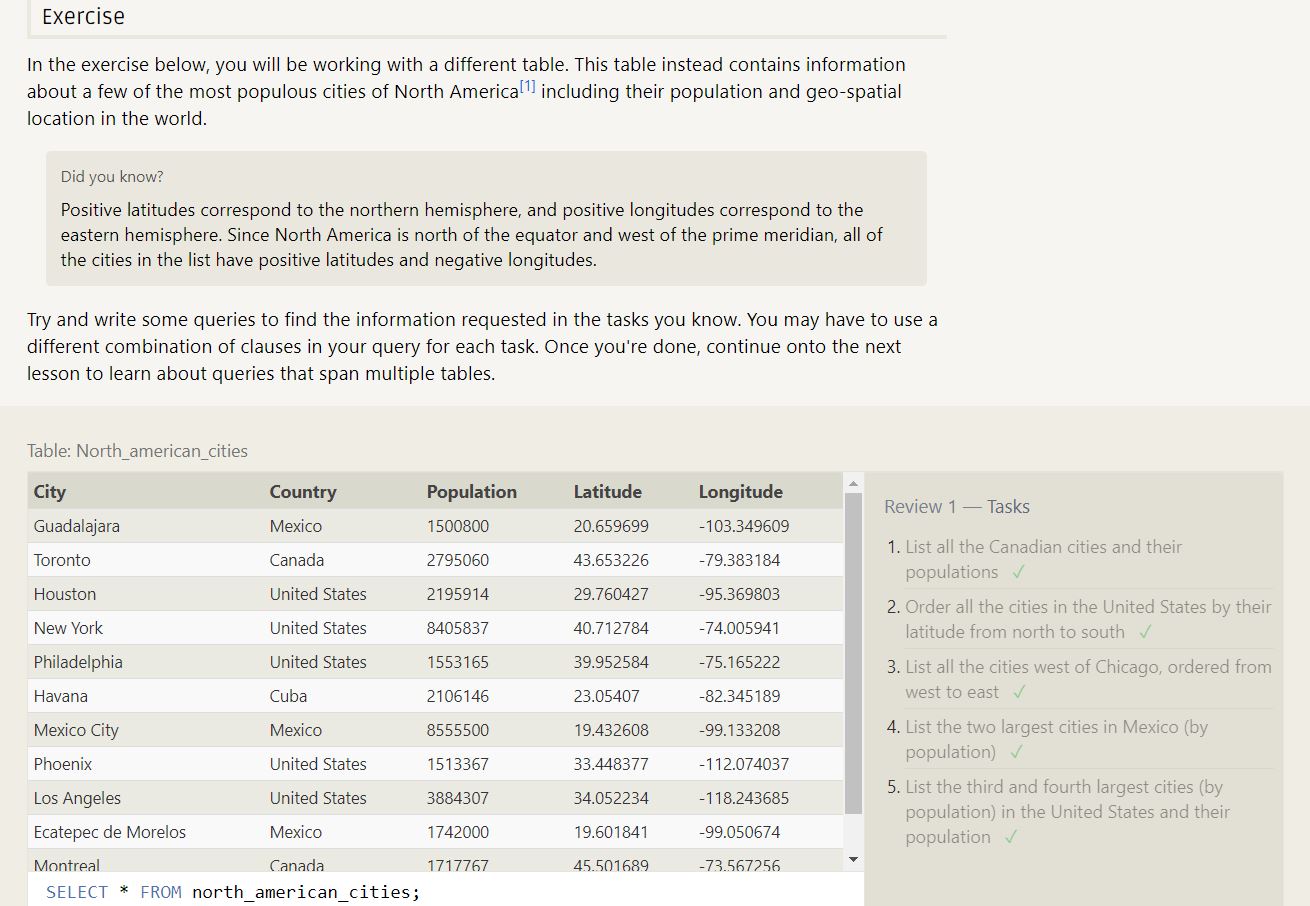 Exercise
In the exercise below, you will be working with a different table. This table instead contains information
about a few of the most populous cities of North America[1] including their population and geo-spatial
location in the world.
Did you know?
Positive latitudes correspond to the northern hemisphere, and positive longitudes correspond to the
eastern hemisphere. Since North America is north of the equator and west of the prime meridian, all of
the cities in the list have positive latitudes and negative longitudes.
Try and write some queries to find the information requested in the tasks you know. You may have to use a
different combination of clauses in your query for each task. Once you're done, continue onto the next
lesson to learn about queries that span multiple tables.
Table: North_american_cities
City Country Population Latitude Longitude
Guadalajara Mexico 1500800 20.659699 -103.349609
Toronto Canada 2795060 43.653226 -79.383184
Houston United States 2195914 29.760427 -95.369803
New York United States 8405837 40.712784 -74.005941
Philadelphia United States 1553165 39.952584 -75.165222
Havana Cuba 2106146 23.05407 -82.345189
Mexico City Mexico 8555500 19.432608 -99.133208
Phoenix United States 1513367 33.448377 -112.074037
Los Angeles United States 3884307 34.052234 -118.243685
Ecatepec de Morelos Mexico 1742000 19.601841 -99.050674
Montreal Canada 1717767 45.501689 -73.567256
SELECT * FROM north_american_cities;
Review 1 — Tasks
1. List all the Canadian cities and their
populations ✓
2. Order all the cities in the United States by their
latitude from north to south ✓
3. List all the cities west of Chicago, ordered from
west to east ✓
4. List the two largest cities in Mexico (by
population) ✓
5. List the third and fourth largest cities (by
population) in the United States and their
population ✓